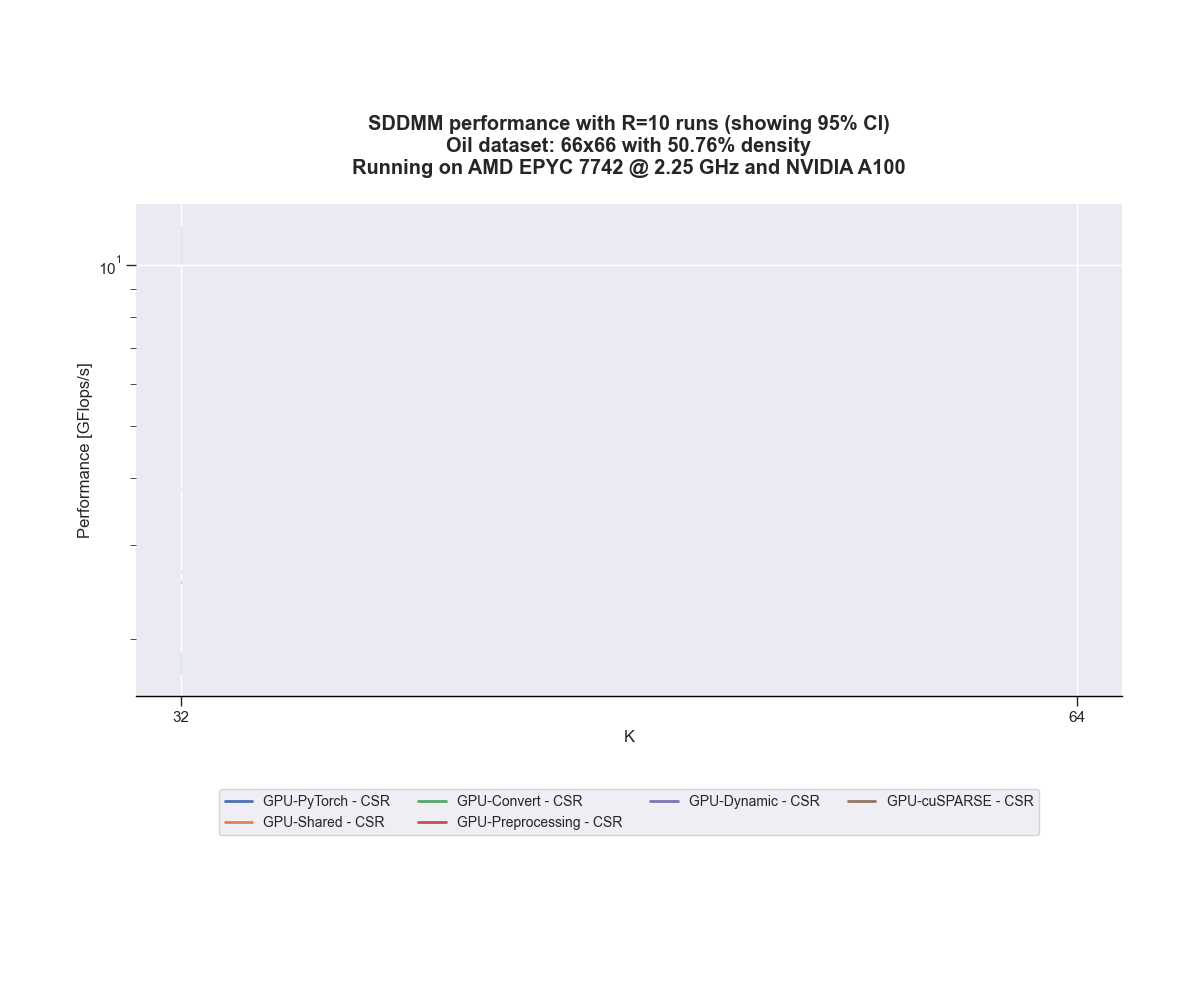 SDDMM performance with R=10 runs (showing 95% CI)
Oil dataset: 66x66 with 50.76% density
Running on AMD EPYC 7742 @ 2.25 GHz and NVIDIA A100
10¹
Performance [GFlops/s]
32 64
K
GPU-PyTorch - CSR GPU-Convert - CSR GPU-Dynamic - CSR GPU-cuSPARSE - CSR
GPU-Shared - CSR GPU-Preprocessing - CSR